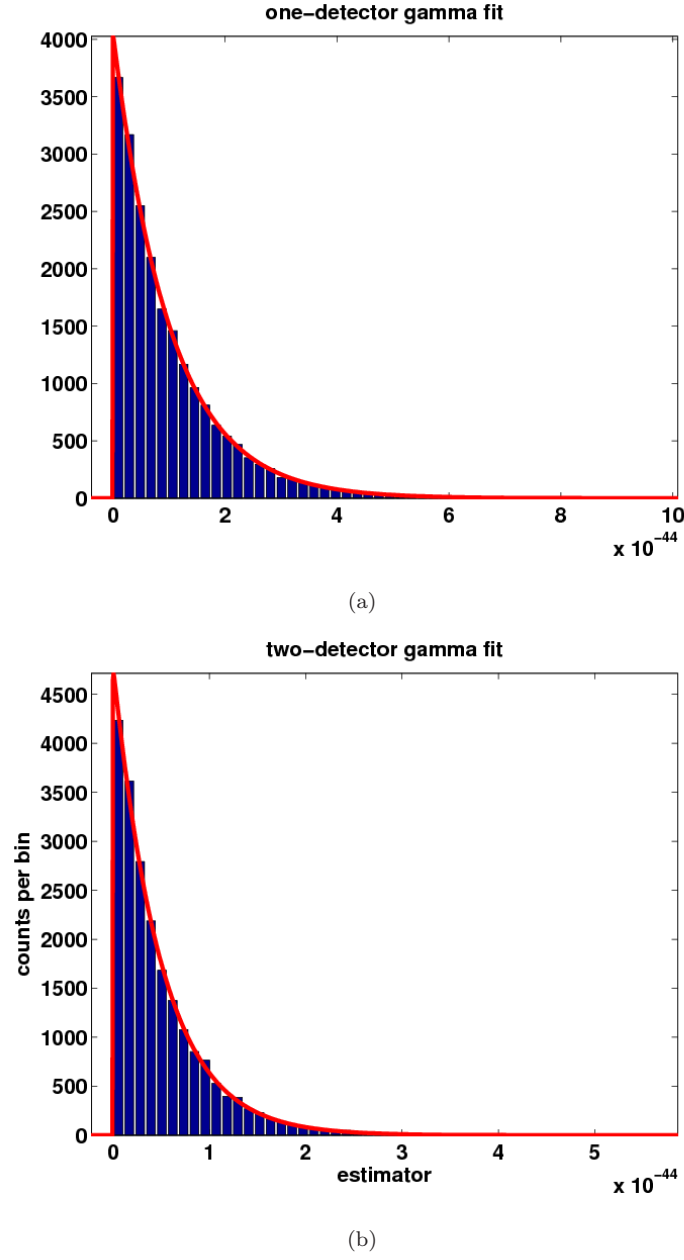 one−detector gamma fit
4000
3500
3000
2500
2000
1500
1000
500
0
0 2 4 6 8 10
x 10−44
(a)
two−detector gamma fit
4500
4000
3500
3000
2500
2000
1500
1000
500
0
counts per bin
0 1 2 3 4 5
estimator
x 10−44
(b)